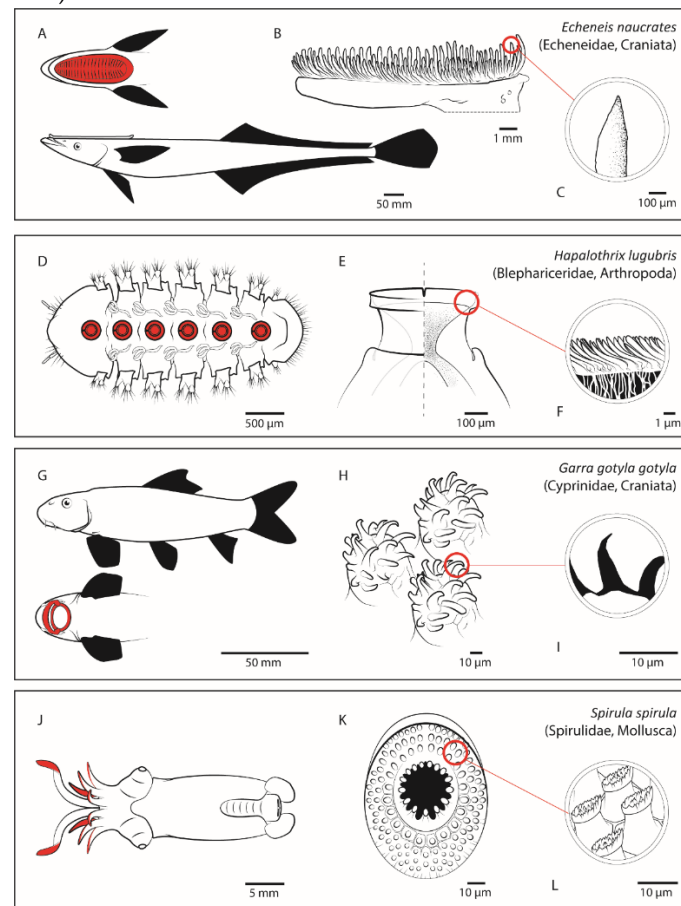 A
B
Echeneis naucrates
(Echeneidae, Craniata)
1 mm
C
50 mm
100 µm
D
E
Hapalothrix lugubris
(Blephariceridae, Arthropoda)
500 µm
100 µm
F
1 µm
G
H
Garra gotyla gotyla
(Cyprinidae, Craniata)
50 mm
10 µm
I
10 µm
J
K
Spirula spirula
(Spirulidae, Mollusca)
5 mm
10 µm
L
10 µm